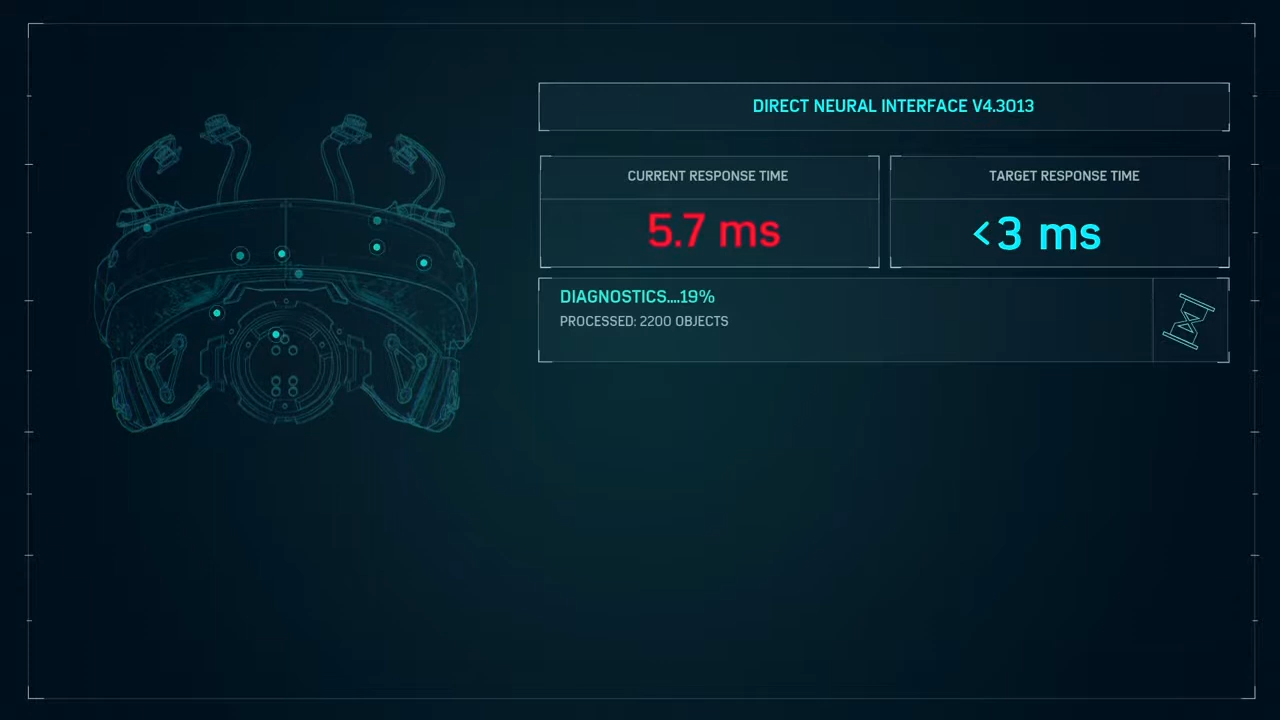 DIRECT NEURAL INTERFACE V4.3013
CURRENT RESPONSE TIME
TARGET RESPONSE TIME
5.7 ms
<3 ms
DIAGNOSTICS....19%
PROCESSED: 2200 OBJECTS